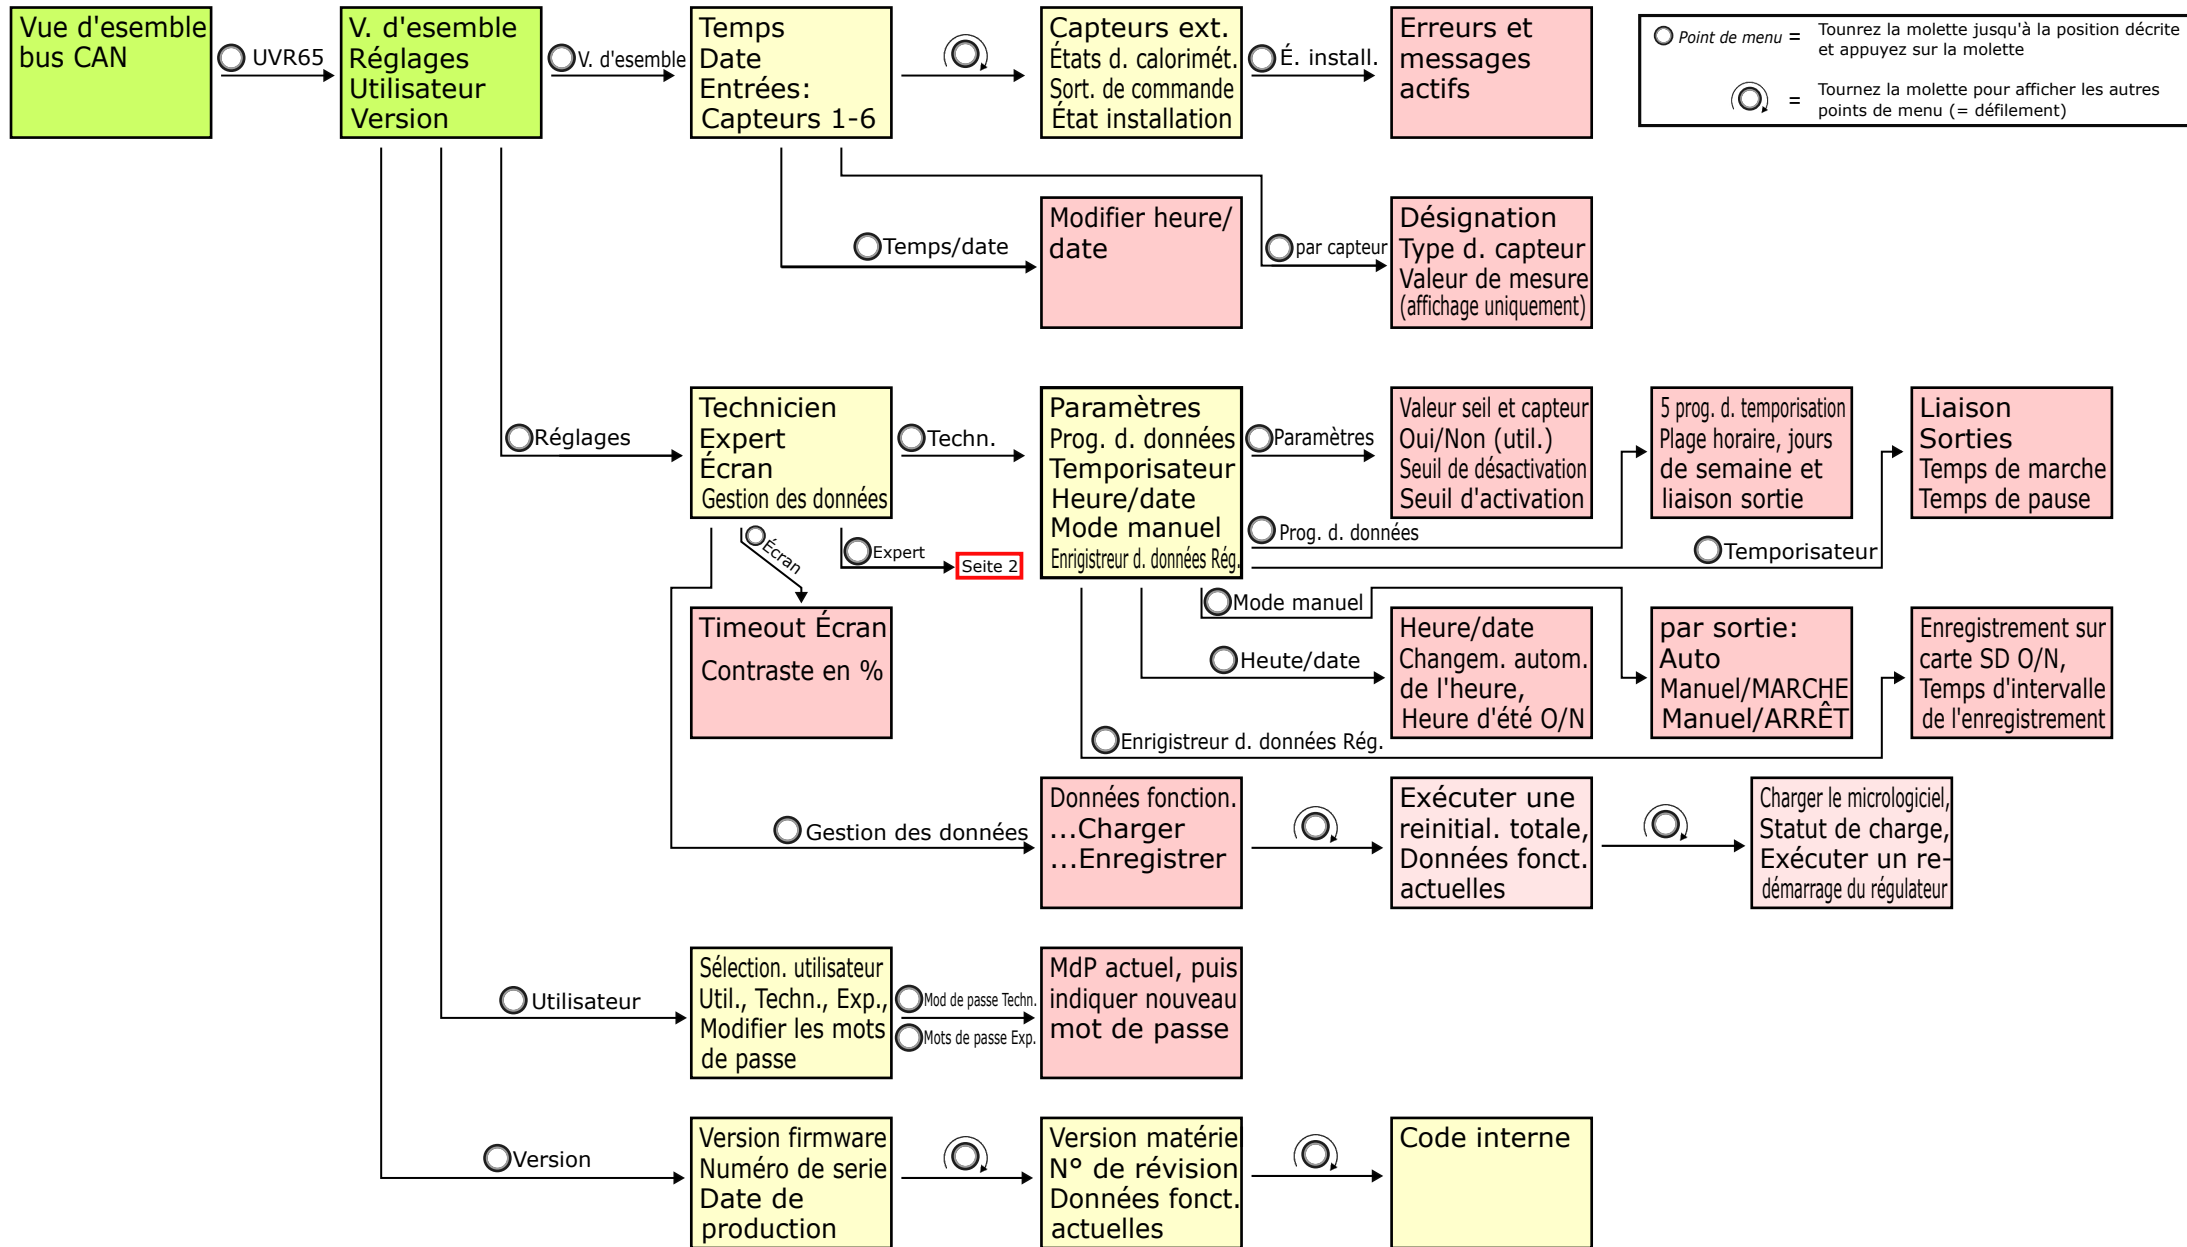 Vue d'esemble
bus CAN
UVR65
V. d'esemble
Réglages
Utilisateur
Version
V. d'esemble
Temps
Date
Entrées:
Capteurs 1-6
Capteurs ext.
États d. calorimét.
Sort. de commande
État installation
É. install.
Erreurs et
messages
actifs
Point de menu =
Tounrez la molette jusqu'à la position décrite
et appuyez sur la molette
=
Tournez la molette pour afficher les autres
points de menu (= défilement)
Temps/date
Modifier heure/
date
par capteur
Désignation
Type d. capteur
Valeur de mesure
(affichage uniquement)
Réglages
Technicien
Expert
Écran
Gestion des données
Techn.
Paramètres
Prog. d. données
Temporisateur
Heure/date
Mode manuel
Enrigistreur d. données Rég.
Paramètres
Valeur seil et capteur
Oui/Non (util.)
Seuil de désactivation
Seuil d'activation
5 prog. d. temporisation
Plage horaire, jours
de semaine et
liaison sortie
Liaison
Sorties
Temps de marche
Temps de pause
Prog. d. données
Temporisateur
Écran
Expert
Seite 2
Timeout Écran
Contraste en %
Mode manuel
Heute/date
Heure/date
Changem. autom.
de l'heure,
Heure d'été O/N
par sortie:
Auto
Manuel/MARCHE
Manuel/ARRÊT
Enregistrement sur
carte SD O/N,
Temps d'intervalle
de l'enregistrement
Enrigistreur d. données Rég.
Gestion des données
Données fonction.
...Charger
...Enregistrer
Exécuter une
reinitial. totale,
Données fonct.
actuelles
Charger le micrologiciel,
Statut de charge,
Exécuter un re-
démarrage du régulateur
Utilisateur
Sélection. utilisateur
Util., Techn., Exp.,
Modifier les mots
de passe
Mod de passe Techn.
Mots de passe Exp.
MdP actuel, puis
indiquer nouveau
mot de passe
Version
Version firmware
Numéro de serie
Date de
production
Version matérie
N° de révision
Données fonct.
actuelles
Code interne